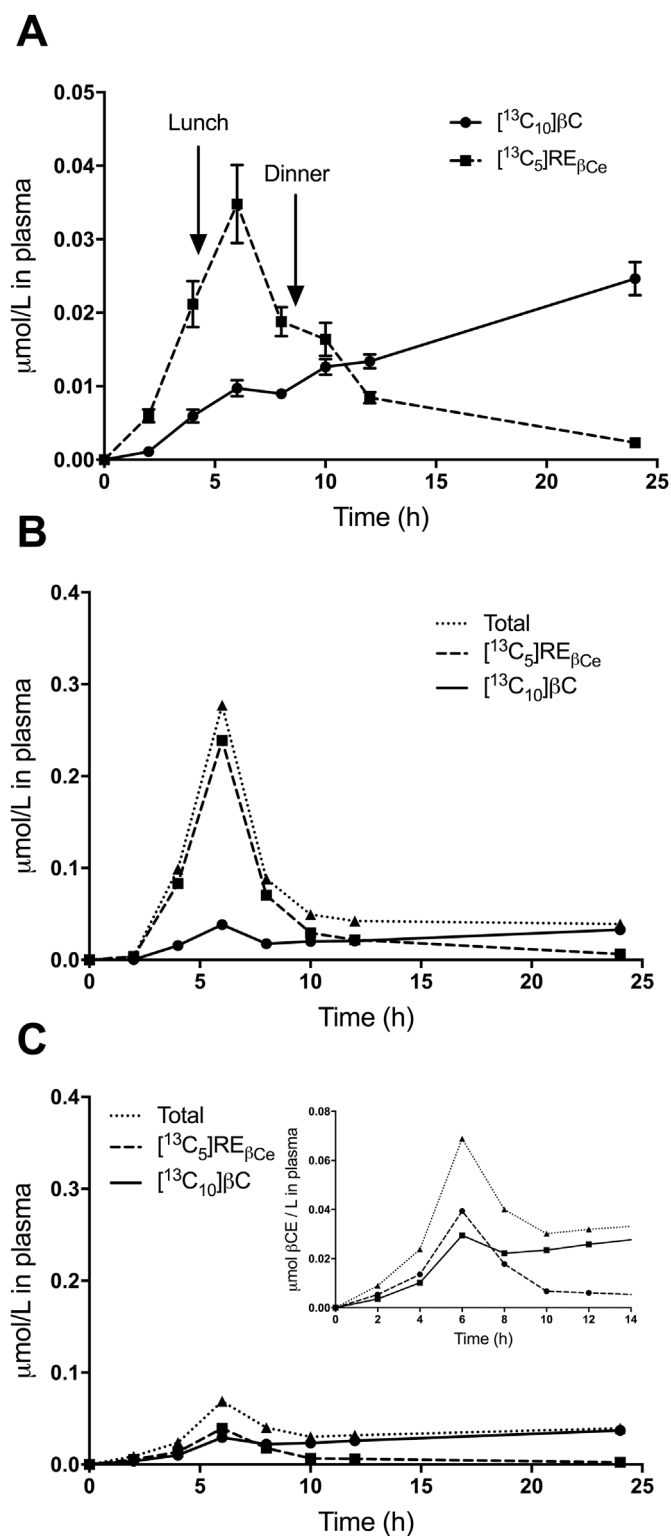 A
µmol/L in plasma
0.05
0.04
0.03
0.02
0.01
0.00
Lunch
Dinner
[¹³C₁₀]βC
[¹³C₅]RE_βCe
0 5 10 15 20 25
Time (h)
B
µmol/L in plasma
0.4
0.3
0.2
0.1
0.0
Total
[¹³C₅]RE_βCe
[¹³C₁₀]βC
0 5 10 15 20 25
Time (h)
C
µmol/L in plasma
0.4
0.3
0.2
0.1
0.0
Total
[¹³C₅]RE_βCe
[¹³C₁₀]βC
µmol βCE / L in plasma
0.08
0.06
0.04
0.02
0.00
0 2 4 6 8 10 12 14
Time (h)
0 5 10 15 20 25
Time (h)